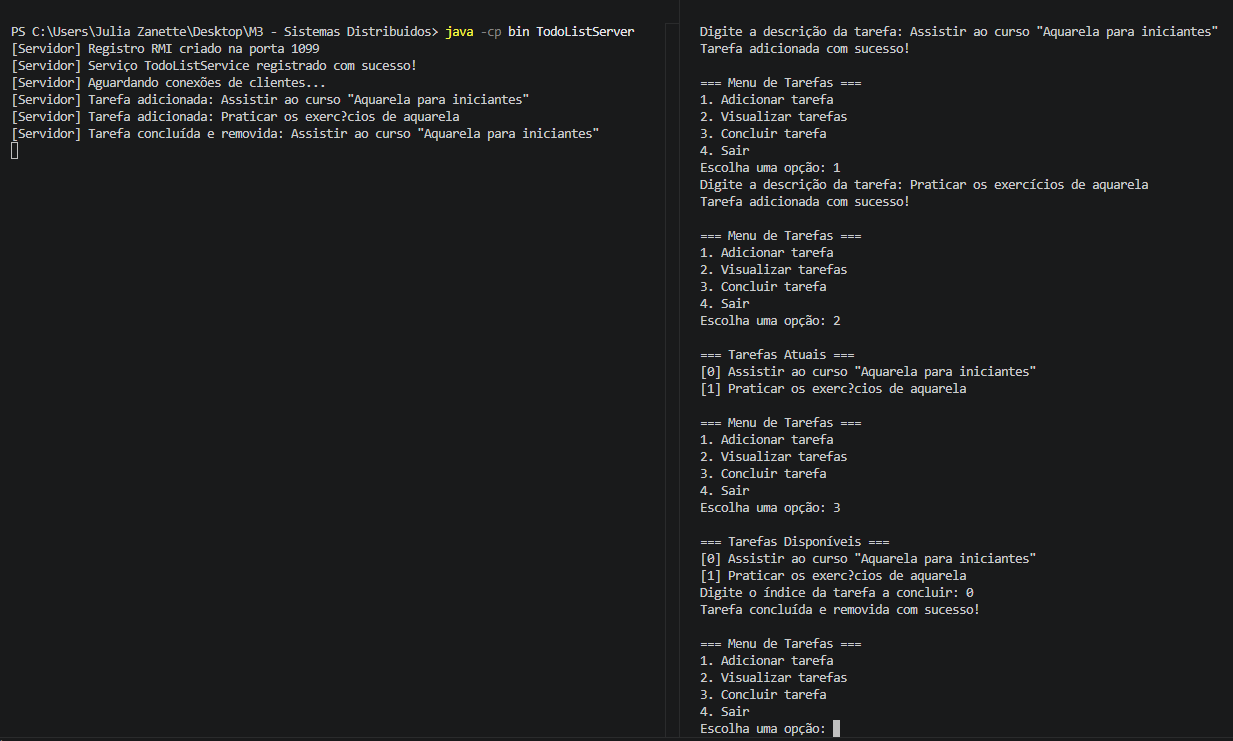 PS C:\Users\Julia Zanette\Desktop\M3 - Sistemas Distribuidos> java -cp bin TodoListServer
[Servidor] Registro RMI criado na porta 1099
[Servidor] Serviço TodoListService registrado com sucesso!
[Servidor] Aguardando conexões de clientes...
[Servidor] Tarefa adicionada: Assistir ao curso "Aquarela para iniciantes"
[Servidor] Tarefa adicionada: Praticar os exerc?cios de aquarela
[Servidor] Tarefa concluída e removida: Assistir ao curso "Aquarela para iniciantes"
Digite a descrição da tarefa: Assistir ao curso "Aquarela para iniciantes"
Tarefa adicionada com sucesso!
=== Menu de Tarefas ===
1. Adicionar tarefa
2. Visualizar tarefas
3. Concluir tarefa
4. Sair
Escolha uma opção: 1
Digite a descrição da tarefa: Praticar os exercícios de aquarela
Tarefa adicionada com sucesso!
=== Menu de Tarefas ===
1. Adicionar tarefa
2. Visualizar tarefas
3. Concluir tarefa
4. Sair
Escolha uma opção: 2
=== Tarefas Atuais ===
[0] Assistir ao curso "Aquarela para iniciantes"
[1] Praticar os exerc?cios de aquarela
=== Menu de Tarefas ===
1. Adicionar tarefa
2. Visualizar tarefas
3. Concluir tarefa
4. Sair
Escolha uma opção: 3
=== Tarefas Disponíveis ===
[0] Assistir ao curso "Aquarela para iniciantes"
[1] Praticar os exerc?cios de aquarela
Digite o índice da tarefa a concluir: 0
Tarefa concluída e removida com sucesso!
=== Menu de Tarefas ===
1. Adicionar tarefa
2. Visualizar tarefas
3. Concluir tarefa
4. Sair
Escolha uma opção: